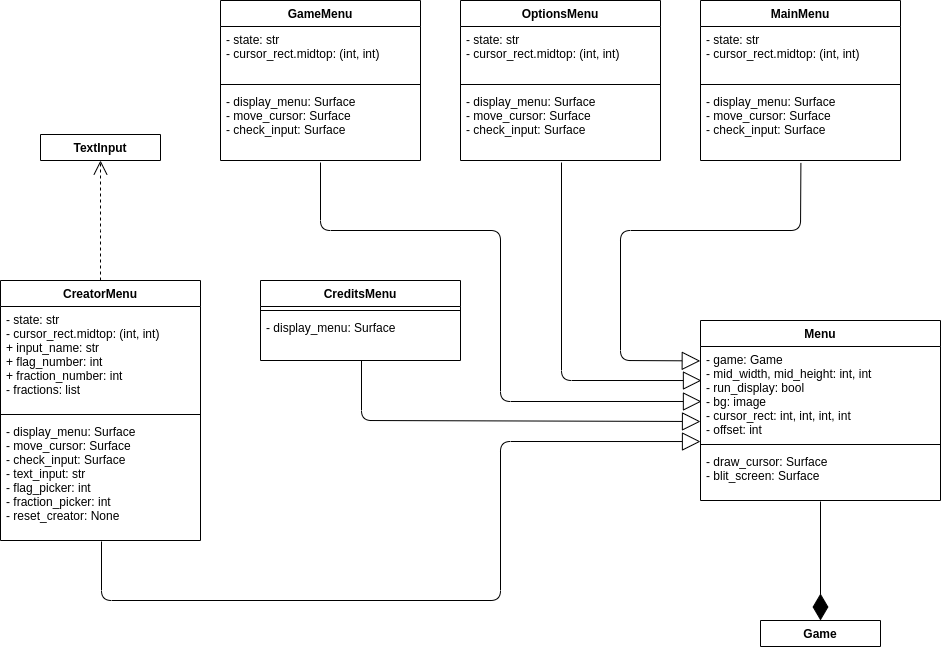 GameMenu
- state: str
- cursor_rect.midtop: (int, int)
- display_menu: Surface
- move_cursor: Surface
- check_input: Surface
OptionsMenu
- state: str
- cursor_rect.midtop: (int, int)
- display_menu: Surface
- move_cursor: Surface
- check_input: Surface
MainMenu
- state: str
- cursor_rect.midtop: (int, int)
- display_menu: Surface
- move_cursor: Surface
- check_input: Surface
TextInput
CreatorMenu
- state: str
- cursor_rect.midtop: (int, int)
+ input_name: str
+ flag_number: int
+ fraction_number: int
- fractions: list
- display_menu: Surface
- move_cursor: Surface
- check_input: Surface
- text_input: str
- flag_picker: int
- fraction_picker: int
- reset_creator: None
CreditsMenu
- display_menu: Surface
Menu
- game: Game
- mid_width, mid_height: int, int
- run_display: bool
- bg: image
- cursor_rect: int, int, int, int
- offset: int
- draw_cursor: Surface
- blit_screen: Surface
Game